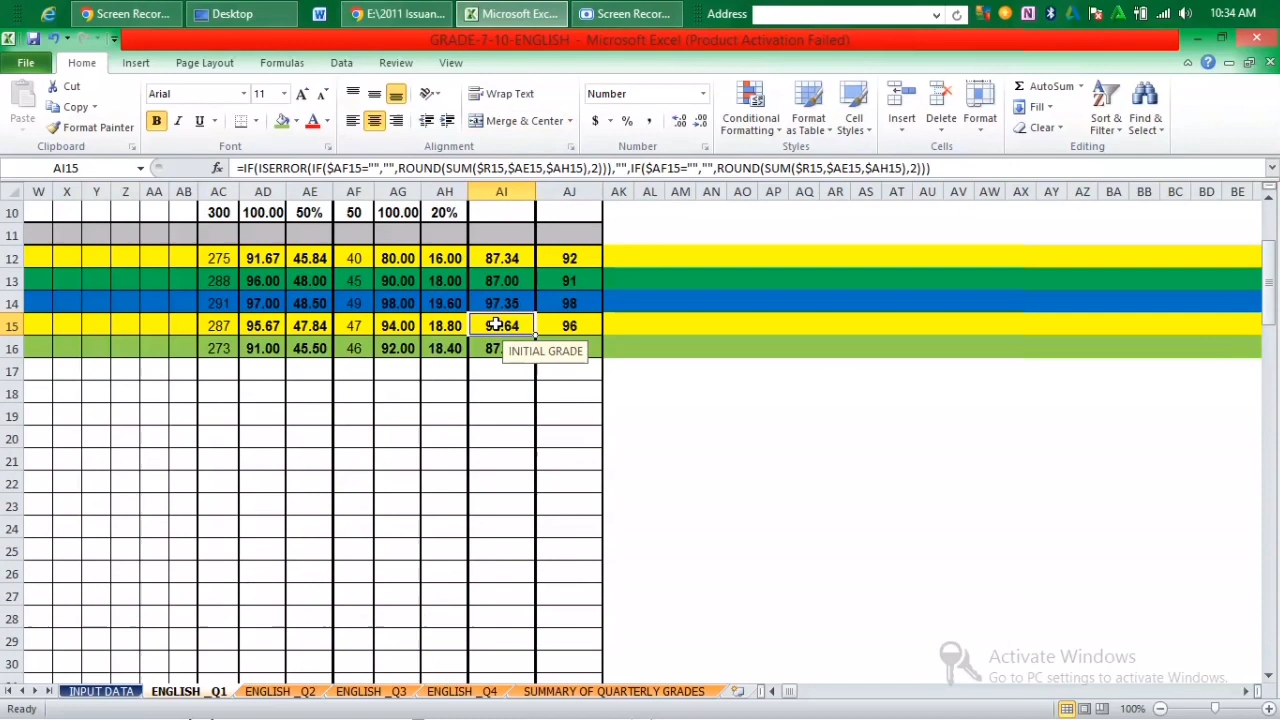 Screen Recor...
Desktop
E:\2011 Issuan...
Microsoft Exc...
Screen Recor...
Address
10:34 AM
GRADE-7-10-ENGLISH - Microsoft Excel (Product Activation Failed)
File Home Insert Page Layout Formulas Data Review View
Paste
Cut
Copy
Format Painter
Clipboard
Arial 11
B I U
Font
Wrap Text
Merge & Center
Alignment
Number
$ % ,
Number
Conditional Formatting
Format as Table
Cell Styles
Styles
Insert Delete Format
Cells
AutoSum
Fill
Clear
Sort & Filter
Find & Select
Editing
AI15
fx =IF(ISERROR(IF($AF15="","",ROUND(SUM($R15,$AE15,$AH15),2))),"",IF($AF15="","",ROUND(SUM($R15,$AE15,$AH15),2)))
W X Y Z AA AB AC AD AE AF AG AH AI AJ AK AL AM AN AO AP AQ AR AS AT AU AV AW AX AY AZ BA BB BC BD BE
10 300 100.00 50% 50 100.00 20%
11
12 275 91.67 45.84 40 80.00 16.00 87.34 92
13 288 96.00 48.00 45 90.00 18.00 87.00 91
14 291 97.00 48.50 49 98.00 19.60 97.35 98
15 287 95.67 47.84 47 94.00 18.80 96
16 273 91.00 45.50 46 92.00 18.40
INITIAL GRADE
17
18
19
20
21
22
23
24
25
26
27
28
29
30
Activate Windows
Go to PC settings to activate Windows.
INPUT DATA ENGLISH _Q1 ENGLISH _Q2 ENGLISH _Q3 ENGLISH _Q4 SUMMARY OF QUARTERLY GRADES
Ready
100%